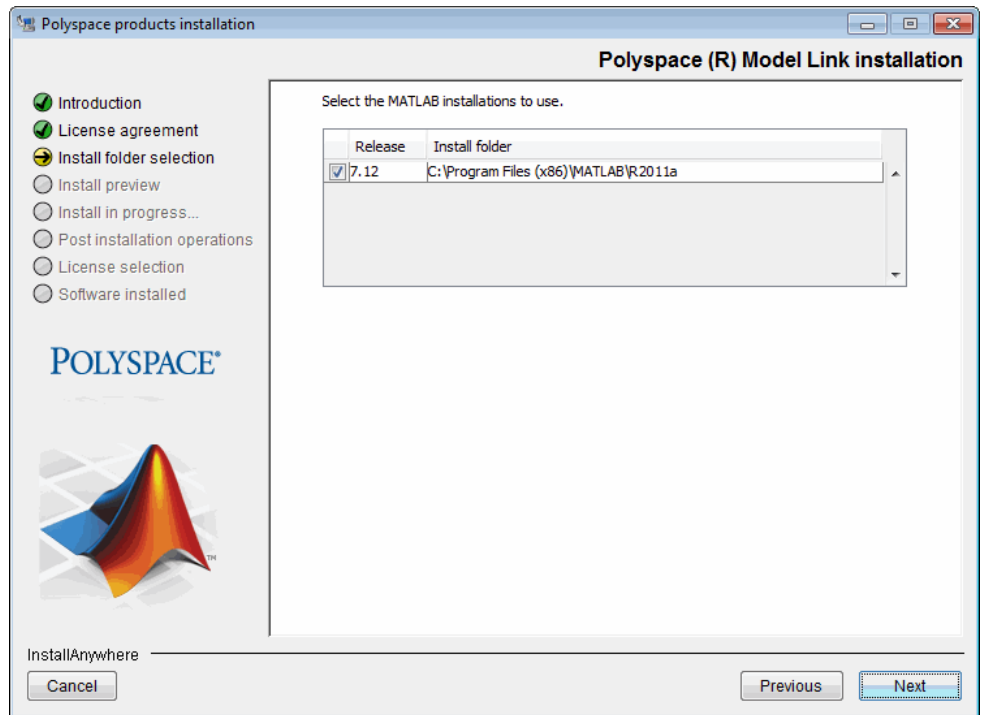 Polyspace products installation
Polyspace (R) Model Link installation
Introduction
License agreement
Install folder selection
Install preview
Install in progress...
Post installation operations
License selection
Software installed
POLYSPACE®
TM
Select the MATLAB installations to use.
Release Install folder
7.12 C:\Program Files (x86)\MATLAB\R2011a
InstallAnywhere
Cancel Previous Next